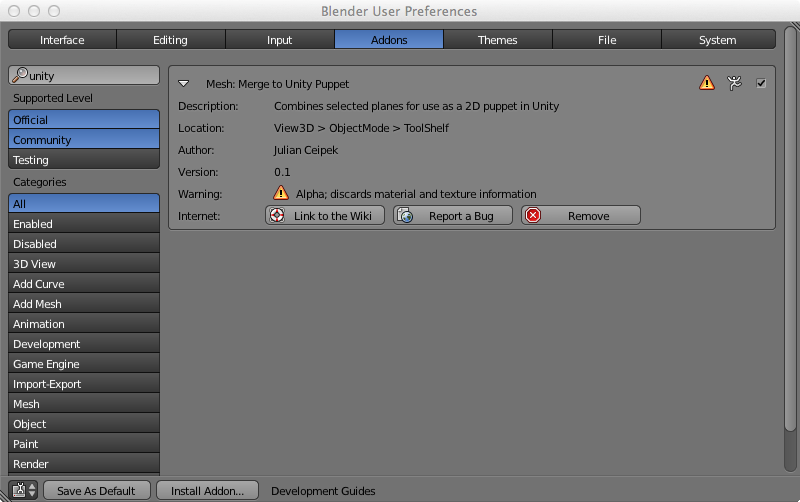 Blender User Preferences
Interface Editing Input Addons Themes File System
unity
Supported Level
Official
Community
Testing
Categories
All
Enabled
Disabled
3D View
Add Curve
Add Mesh
Animation
Development
Game Engine
Import-Export
Mesh
Object
Paint
Render
Mesh: Merge to Unity Puppet
Description: Combines selected planes for use as a 2D puppet in Unity
Location: View3D > ObjectMode > ToolShelf
Author: Julian Ceipek
Version: 0.1
Warning: Alpha; discards material and texture information
Internet: Link to the Wiki Report a Bug Remove
Save As Default Install Addon... Development Guides